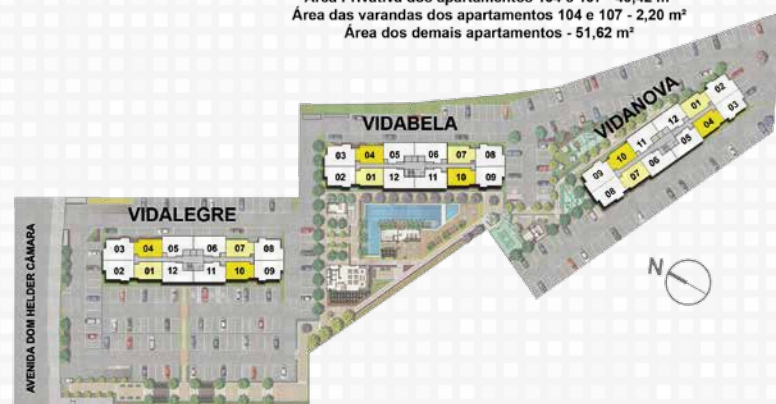 Área das varandas dos apartamentos 104 e 107 - 2,20 m²
Área dos demais apartamentos - 51,62 m²
VIDANOVA
02
01
03
12
04
11
05
10
06
09
07
08
VIDABELA
03 04 05 06 07 08
02 01 12 11 10 09
VIDALEGRE
03 04 05 06 07 08
02 01 12 11 10 09
AVENIDA DOM HELDER CÂMARA
N